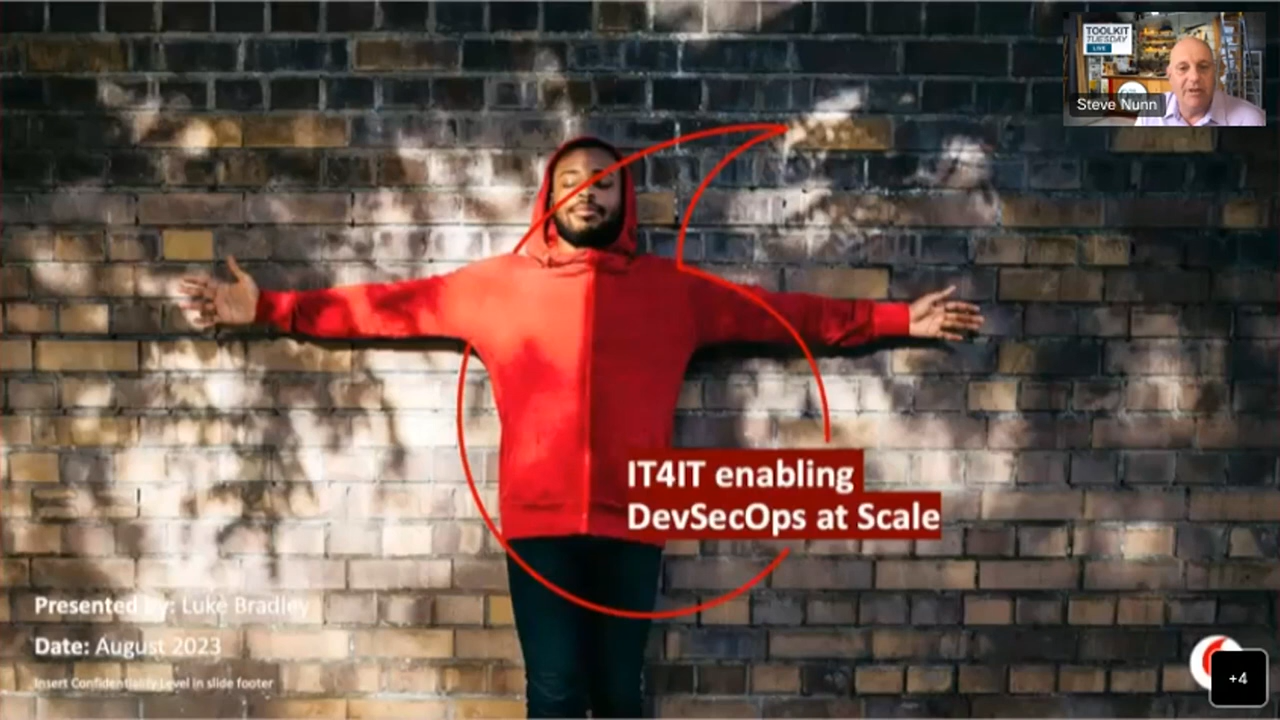 TOOLKIT
TUESDAY
LIVE
Steve Nunn
IT4IT enabling
DevSecOps at Scale
Presented by: Luke Bradley
Date: August 2023
Insert Confidentiality Level in slide footer
+4